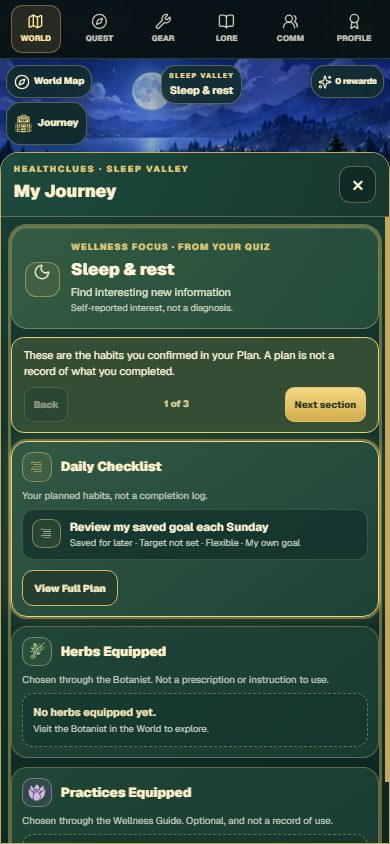 WORLD
QUEST
GEAR
LORE
COMM
PROFILE
World Map
SLEEP VALLEY
Sleep & rest
0 rewards
Journey
HEALTHCLUES · SLEEP VALLEY
My Journey
WELLNESS FOCUS · FROM YOUR QUIZ
Sleep & rest
Find interesting new information
Self-reported interest, not a diagnosis.
These are the habits you confirmed in your Plan. A plan is not a
record of what you completed.
Back
1 of 3
Next section
Daily Checklist
Your planned habits, not a completion log.
Review my saved goal each Sunday
Saved for later · Target not set · Flexible · My own goal
View Full Plan
Herbs Equipped
Chosen through the Botanist. Not a prescription or instruction to use.
No herbs equipped yet.
Visit the Botanist in the World to explore.
Practices Equipped
Chosen through the Wellness Guide. Optional, and not a record of use.